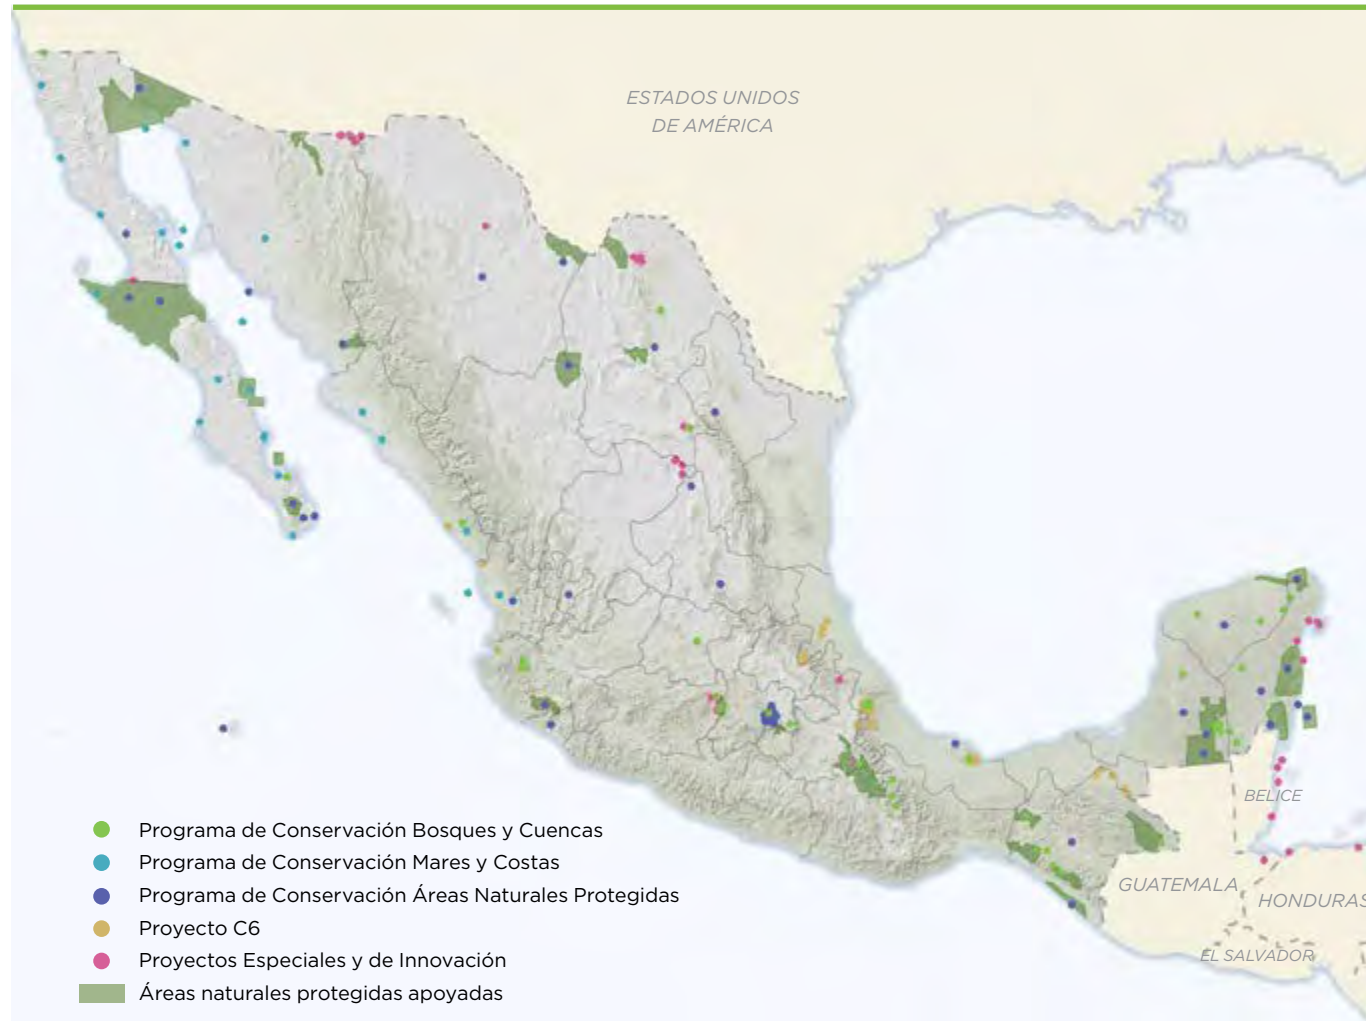 ESTADOS UNIDOS
DE AMÉRICA
BELICE
GUATEMALA
HONDURAS
EL SALVADOR
Programa de Conservación Bosques y Cuencas
Programa de Conservación Mares y Costas
Programa de Conservación Áreas Naturales Protegidas
Proyecto C6
Proyectos Especiales y de Innovación
Áreas naturales protegidas apoyadas